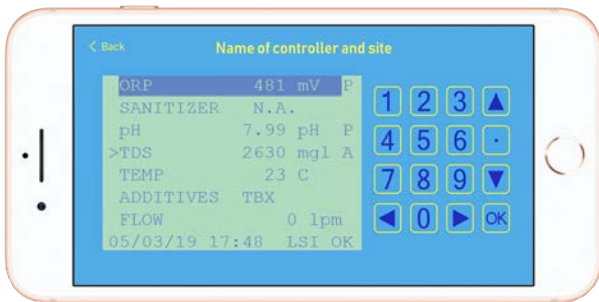 Back
Name of controller and site
ORP 481 mV P
SANITIZER N.A.
pH 7.99 pH P
>TDS 2630 mgl A
TEMP 23 C
ADDITIVES TBX
FLOW 0 lpm
05/03/19 17:48 LSI OK
1 2 3
4 5 6 .
7 8 9
0 OK